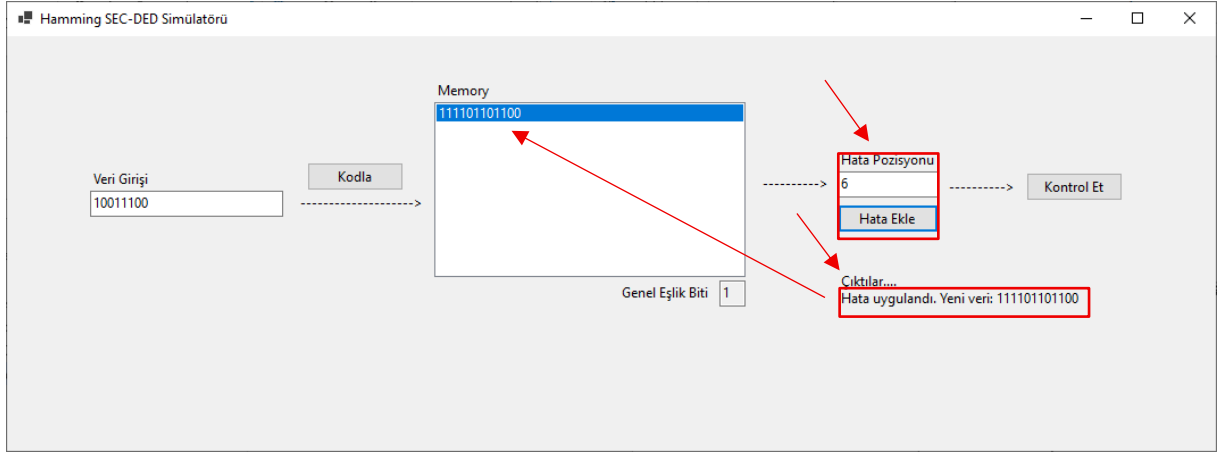 Hamming SEC-DED Simülatörü
Memory
111101101100
Hata Pozisyonu
Veri Girişi
Kodla
10011100
------------------->
---------->
6
---------->
Kontrol Et
Hata Ekle
Çıktılar....
Genel Eşlik Biti 1
Hata uygulandı. Yeni veri: 111101101100